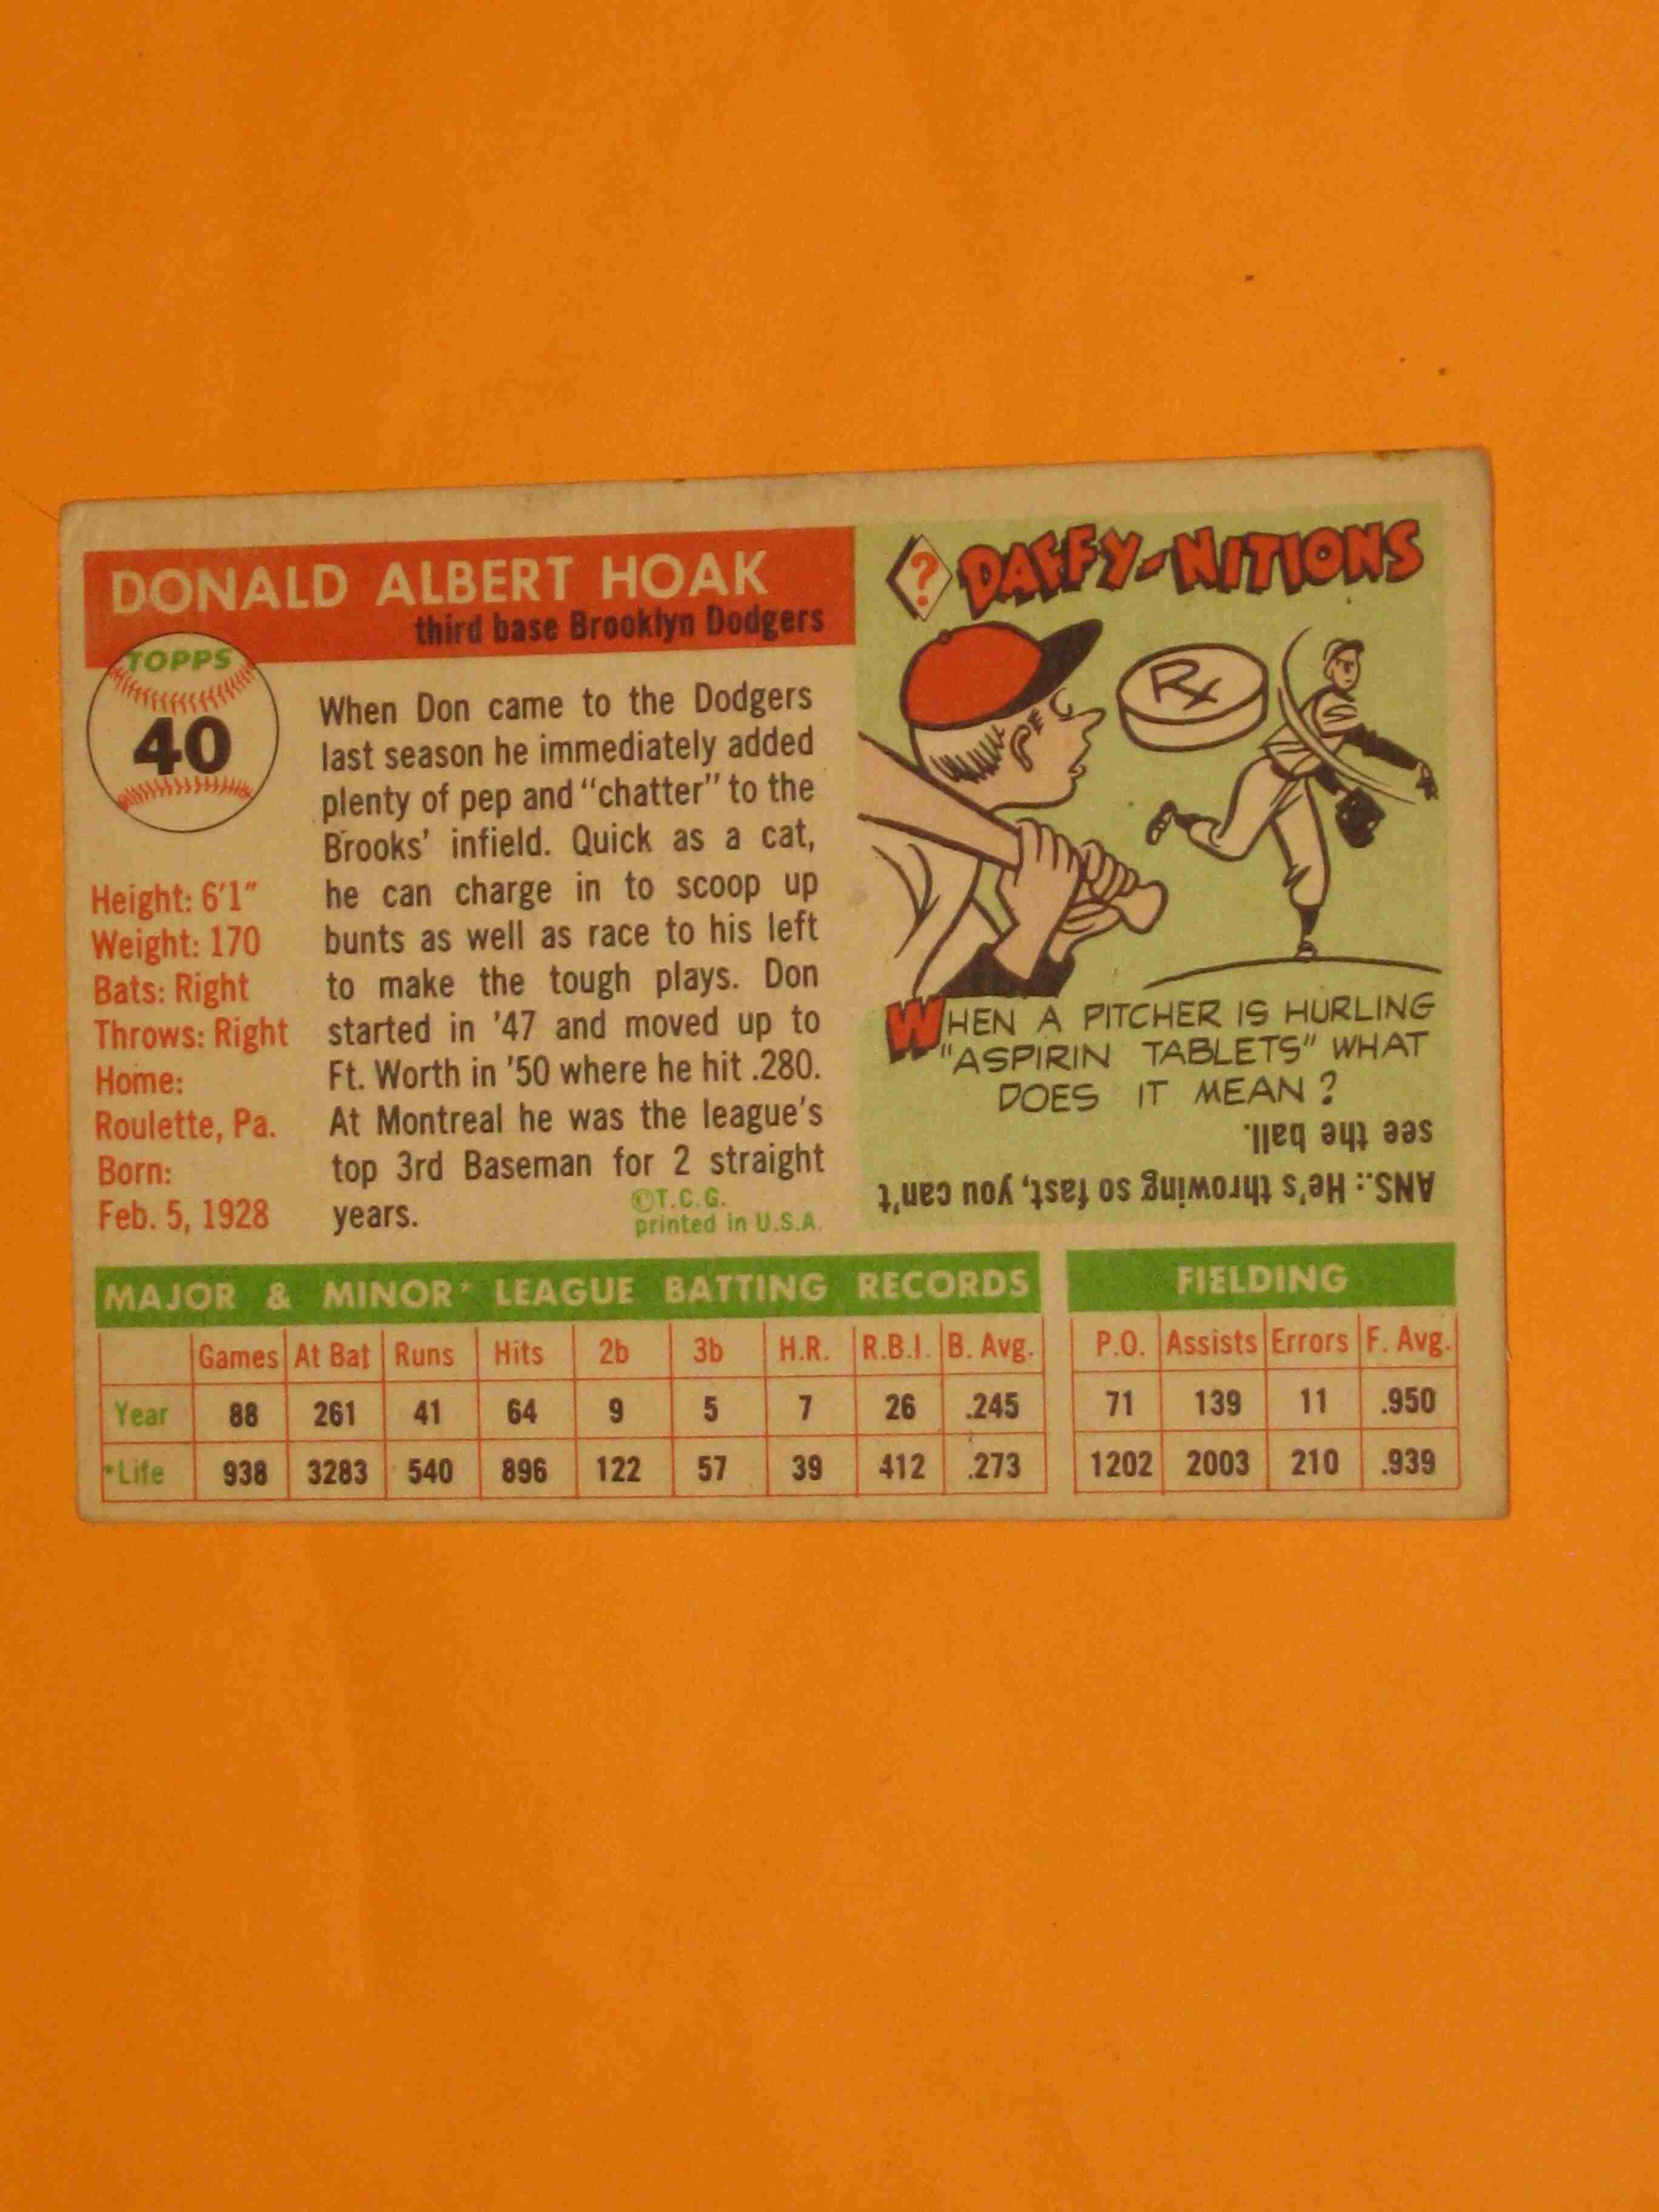 DONALD ALBERT HOAK
third base Brooklyn Dodgers
TOPPS
40
Height: 6'1"
Weight: 170
Bats: Right
Throws: Right
Home:
Roulette, Pa.
Born:
Feb. 5, 1928
When Don came to the Dodgers
last season he immediately added
plenty of pep and "chatter" to the
Brooks' infield. Quick as a cat,
he can charge in to scoop up
bunts as well as race to his left
to make the tough plays. Don
started in '47 and moved up to
Ft. Worth in '50 where he hit .280.
At Montreal he was the league's
top 3rd Baseman for 2 straight
years.
©T.C.G.
printed in U.S.A.
? DAFFY-NITIONS
Rx
WHEN A PITCHER IS HURLING
"ASPIRIN TABLETS" WHAT
DOES IT MEAN?
ANS.: He's throwing so fast, you can't
see the ball.
MAJOR & MINOR* LEAGUE BATTING RECORDS
Games At Bat Runs Hits 2b 3b H.R. R.B.I. B. Avg.
Year 88 261 41 64 9 5 7 26 .245
*Life 938 3283 540 896 122 57 39 412 .273
FIELDING
P.O. Assists Errors F. Avg.
71 139 11 .950
1202 2003 210 .939